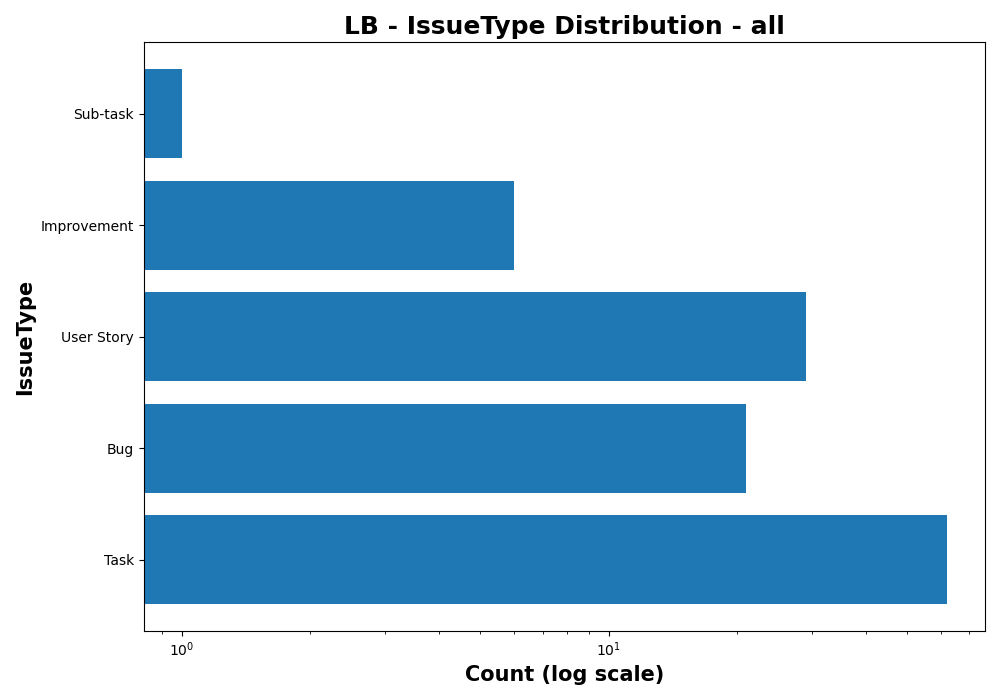 LB - IssueType Distribution - all
IssueType
Sub-task
Improvement
User Story
Bug
Task
10⁰
10¹
Count (log scale)